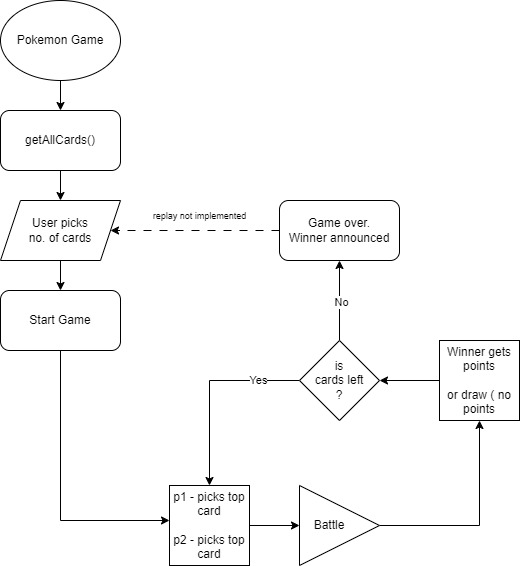 Pokemon Game
getAllCards()
User picks
no. of cards
replay not implemented
Game over.
Winner announced
Start Game
No
is
cards left
?
Yes
Winner gets
points
or draw ( no
points
p1 - picks top
card
p2 - picks top
card
Battle